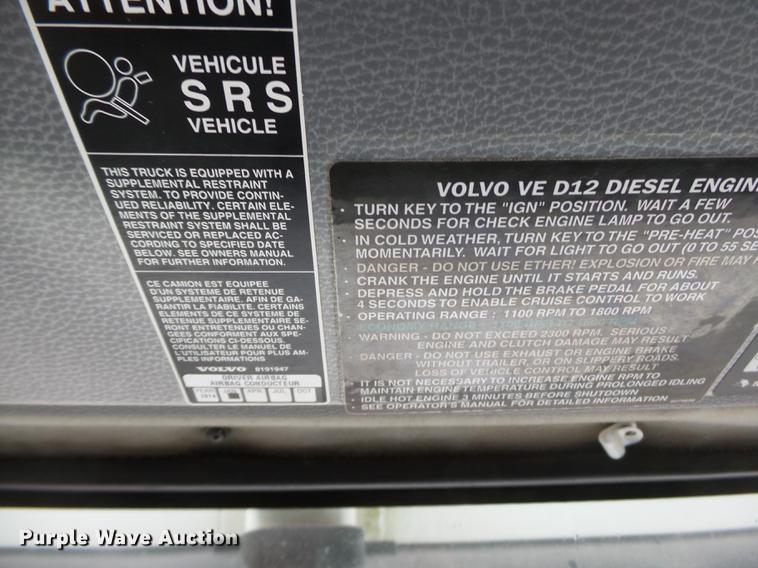 ATTENTION!
VEHICULE
SRS
VEHICLE
THIS TRUCK IS EQUIPPED WITH A
SUPPLEMENTAL RESTRAINT
SYSTEM. TO PROVIDE CONTIN-
UED RELIABILITY. CERTAIN ELE-
MENTS OF THE SUPPLEMENTAL
RESTRAINT SYSTEM SHALL BE
SERVICED OR REPLACED AC-
CORDING TO SPECIFIED DATE
BELOW. SEE OWNERS MANUAL
FOR FURTHER INFORMATION.
CE CAMION EST EQUIPEE
D'UN SYSTEME DE RETENUE
SUPPLEMENTAIRE. AFIN DE GA-
RANTIR LA FIABILITE. CERTAINS
ELEMENTS DE CE SYSTEME DE
RETENUE SUPPLEMENTAIRE SE-
RONT ENTRETENUES OU CHAN-
GEES CONFORMENT AUX SPE-
CIFICATIONS CI-DESSOUS.
CONSULTER LE MANUEL DE
L'UTILISATEUR POUR PLUS AM-
PLES INFORMATIONS
VOLVO 8191947
DRIVER AIRBAG
AIRBAG CONDUCTEUR
YEAR JAN APR JUL OCT
2014
VOLVO VE D12 DIESEL ENGIN
· TURN KEY TO THE "IGN" POSITION. WAIT A FEW
SECONDS FOR CHECK ENGINE LAMP TO GO OUT.
· IN COLD WEATHER, TURN KEY TO THE "PRE-HEAT" POS
MOMENTARILY. WAIT FOR LIGHT TO GO OUT (0 TO 55 SE
· DANGER - DO NOT USE ETHER! EXPLOSION OR FIRE MAY
· CRANK THE ENGINE UNTIL IT STARTS AND RUNS.
· DEPRESS AND HOLD THE BRAKE PEDAL FOR ABOUT
4 SECONDS TO ENABLE CRUISE CONTROL TO WORK
· OPERATING RANGE : 1100 RPM TO 1800 RPM
ECONOMY RANGE :
WARNING - DO NOT EXCEED 2300 RPM. SERIOUS
ENGINE AND CLUTCH DAMAGE MAY RESULT
DANGER - DO NOT USE EXHAUST OR ENGINE BRAKE
WITHOUT TRAILER, OR ON SLIPPERY ROADS.
LOSS OF VEHICLE CONTROL MAY RESULT
· IT IS NOT NECESSARY TO INCREASE ENGINE RPM TO
MAINTAIN ENGINE TEMPERATURE DURING PROLONGED IDLING
· IDLE HOT ENGINE 3 MINUTES BEFORE SHUTDOWN
· SEE OPERATOR'S MANUAL FOR DETAILED INFORMATION
Purple Wave Auction